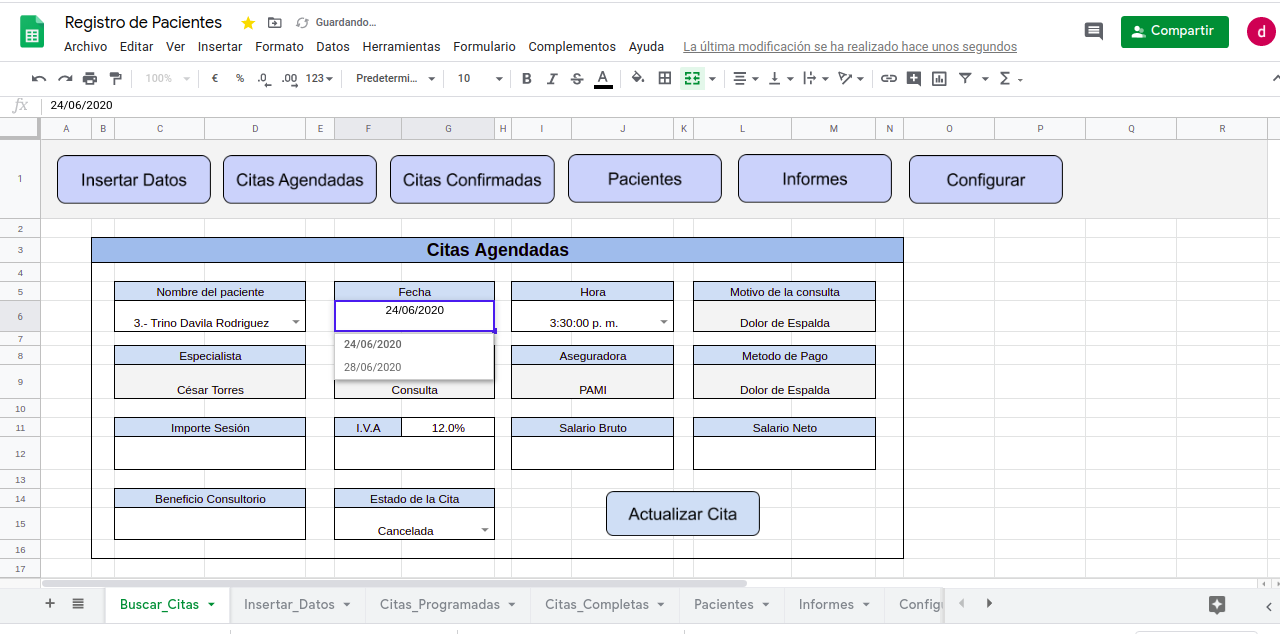 Registro de Pacientes Guardando...
Archivo Editar Ver Insertar Formato Datos Herramientas Formulario Complementos Ayuda La última modificación se ha realizado hace unos segundos
Compartir
d
100% € % .0 .00 123 Predetermi... 10 B I S A
fx 24/06/2020
A B C D E F G H I J K L M N O P Q R
1 Insertar Datos Citas Agendadas Citas Confirmadas Pacientes Informes Configurar
2
3 Citas Agendadas
4
5 Nombre del paciente Fecha Hora Motivo de la consulta
6 3.- Trino Davila Rodriguez 24/06/2020 3:30:00 p. m. Dolor de Espalda
7 24/06/2020
8 Especialista Aseguradora Metodo de Pago
28/06/2020
9 César Torres Consulta PAMI Dolor de Espalda
10
11 Importe Sesión I.V.A 12.0% Salario Bruto Salario Neto
12
13
14 Beneficio Consultorio Estado de la Cita Actualizar Cita
15 Cancelada
16
17
Buscar_Citas Insertar_Datos Citas_Programadas Citas_Completas Pacientes Informes Config